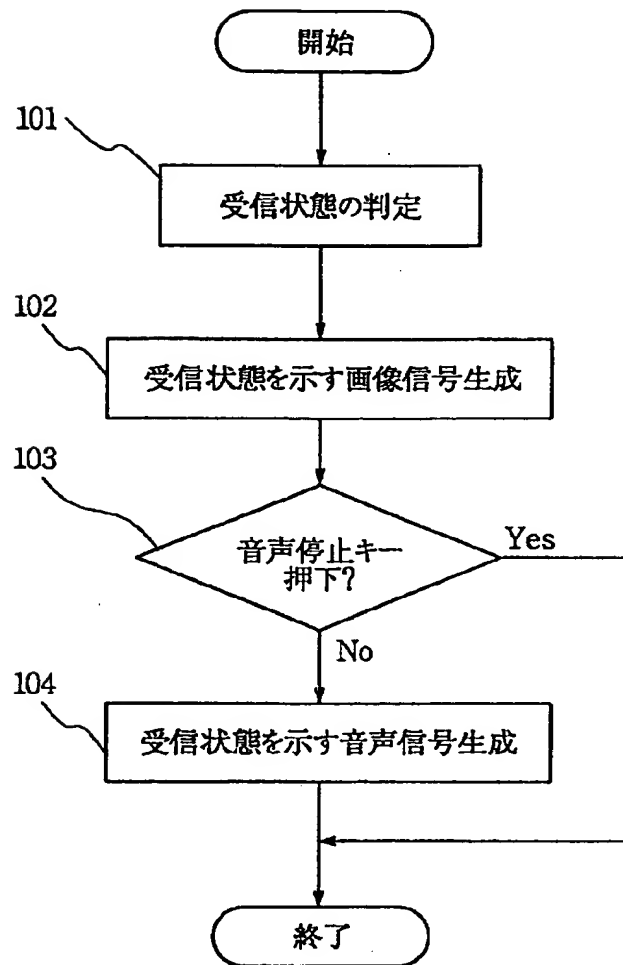 開始
101
受信状態の判定
102
受信状態を示す画像信号生成
103
音声停止キー
押下?
Yes
No
104
受信状態を示す音声信号生成
終了